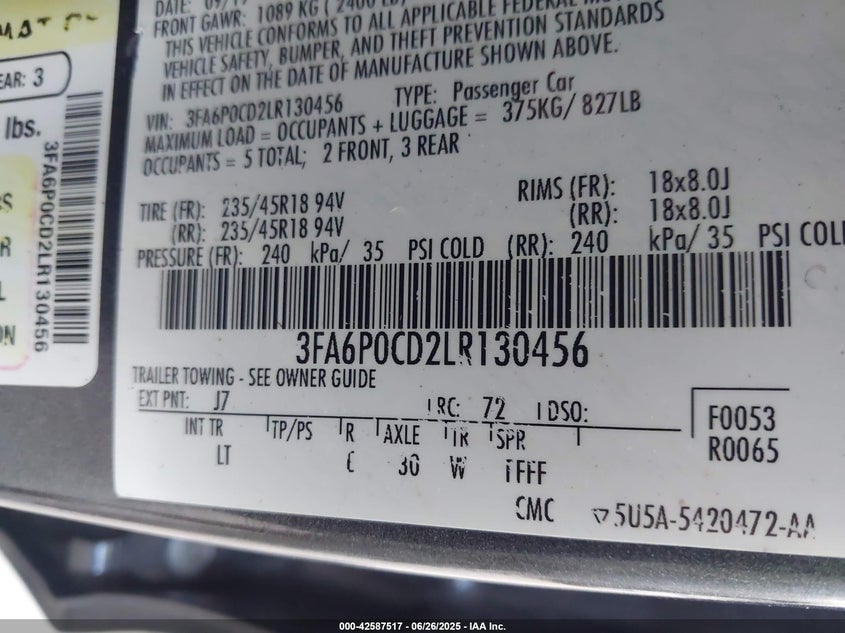 EAR: 3
lbs.
3FA6P0CD2LR130456
FRONT GAWR: 1089 KG ( 2400 LB)
THIS VEHICLE CONFORMS TO ALL APPLICABLE FEDERAL
VEHICLE SAFETY, BUMPER, AND THEFT PREVENTION STANDARDS
IN EFFECT ON THE DATE OF MANUFACTURE SHOWN ABOVE.
VIN: 3FA6P0CD2LR130456 TYPE: Passenger Car
MAXIMUM LOAD = OCCUPANTS + LUGGAGE = 375KG/ 827LB
OCCUPANTS = 5 TOTAL; 2 FRONT, 3 REAR
TIRE (FR): 235/45R18 94V RIMS (FR): 18x8.0J
(RR): 235/45R18 94V (RR): 18x8.0J
PRESSURE (FR): 240 kPa/ 35 PSI COLD (RR): 240 kPa/ 35 PSI COLD
3FA6P0CD2LR130456
TRAILER TOWING - SEE OWNER GUIDE
EXT PNT: J7 RC: 72 DSO:
F0053
R0065
INT TR TP/PS R AXLE TR SPR
LT 30 W FFF
CMC 5U5A-5420472-AA
000-42587517 - 06/26/2025 - IAA Inc.